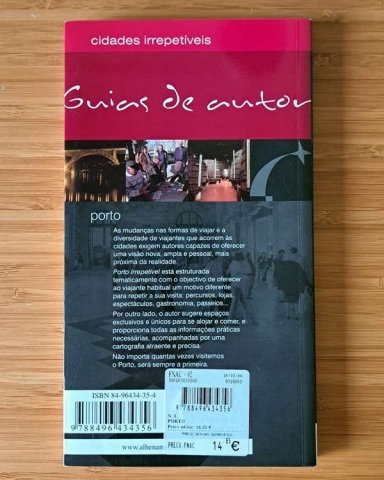 cidades irrepetíveis
Guias de autor
porto
As mudanças nas formas de viajar e a
diversidade de viajantes que acorrem às
cidades exigem autores capazes de oferecer
uma visão nova, ampla e pessoal, mais
próxima da realidade.
Porto Irrepetível está estruturada
tematicamente com o objectivo de oferecer
ao viajante habitual um motivo diferente
para repetir a sua visita: percursos, lojas,
espectáculos, gastronomia, passeios...
Por outro lado, o autor sugere espaços
exclusivos e únicos para se alojar e comer, e
proporciona todas as informações práticas
necessárias, acompanhadas por uma
cartografia atraente e precisa.
Não importa quantas vezes visitemos
o Porto, será sempre a primeira.
FNAC - 02
ISBN 84-96434-35-4
9 788496 434356
9 788496 434356
PORTO
PRECO FNAC
14 85 €
www.alhena